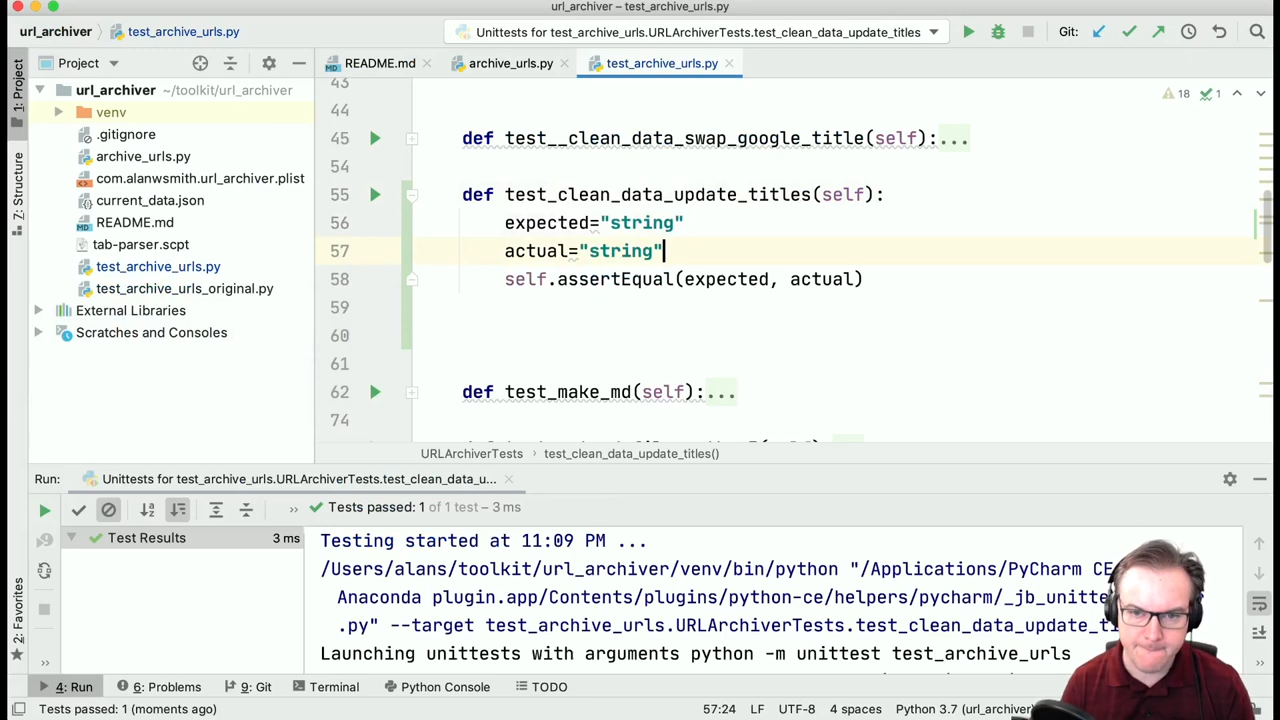 url_archiver – test_archive_urls.py
url_archiver
test_archive_urls.py
Unittests for test_archive_urls.URLArchiverTests.test_clean_data_update_titles
Git:
1: Project
7: Structure
2: Favorites
Project
README.md
archive_urls.py
test_archive_urls.py
url_archiver ~/toolkit/url_archiver
venv
.gitignore
archive_urls.py
com.alanwsmith.url_archiver.plist
current_data.json
README.md
tab-parser.scpt
test_archive_urls.py
test_archive_urls_original.py
External Libraries
Scratches and Consoles
18
1
43
44
45 def test__clean_data_swap_google_title(self):...
54
55 def test_clean_data_update_titles(self):
56 expected="string"
57 actual="string"
58 self.assertEqual(expected, actual)
59
60
61
62 def test_make_md(self):...
74
URLArchiverTests › test_clean_data_update_titles()
Run: Unittests for test_archive_urls.URLArchiverTests.test_clean_data_u...
Tests passed: 1 of 1 test – 3 ms
Test Results 3 ms
Testing started at 11:09 PM ...
/Users/alans/toolkit/url_archiver/venv/bin/python "/Applications/PyCharm CE
Anaconda plugin.app/Contents/plugins/python-ce/helpers/pycharm/_jb_unitte
.py" --target test_archive_urls.URLArchiverTests.test_clean_data_update_ti
Launching unittests with arguments python -m unittest test_archive_urls
4: Run
6: Problems
9: Git
Terminal
Python Console
TODO
Tests passed: 1 (moments ago)
57:24 LF UTF-8 4 spaces Python 3.7 (url_archiver)